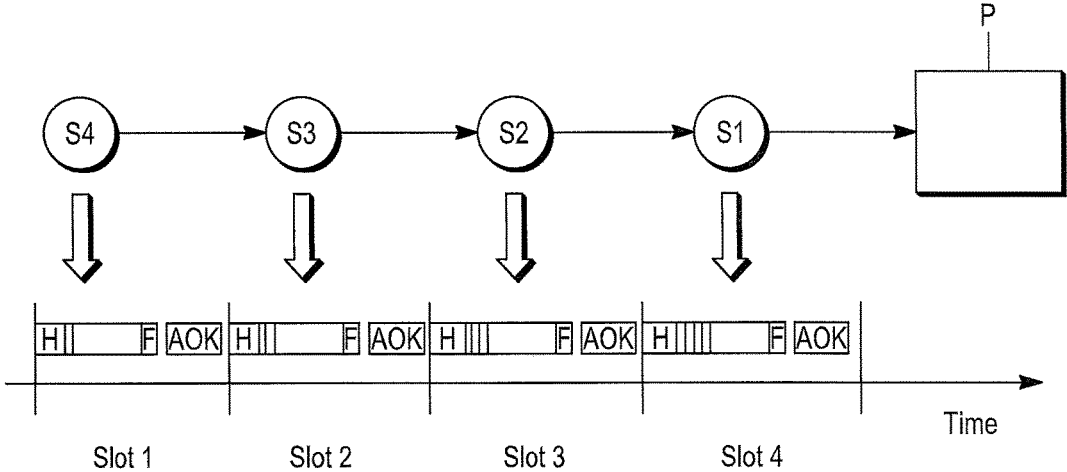 P
S4 S3 S2 S1
H F AOK H F AOK H F AOK H F AOK
Time
Slot 1 Slot 2 Slot 3 Slot 4